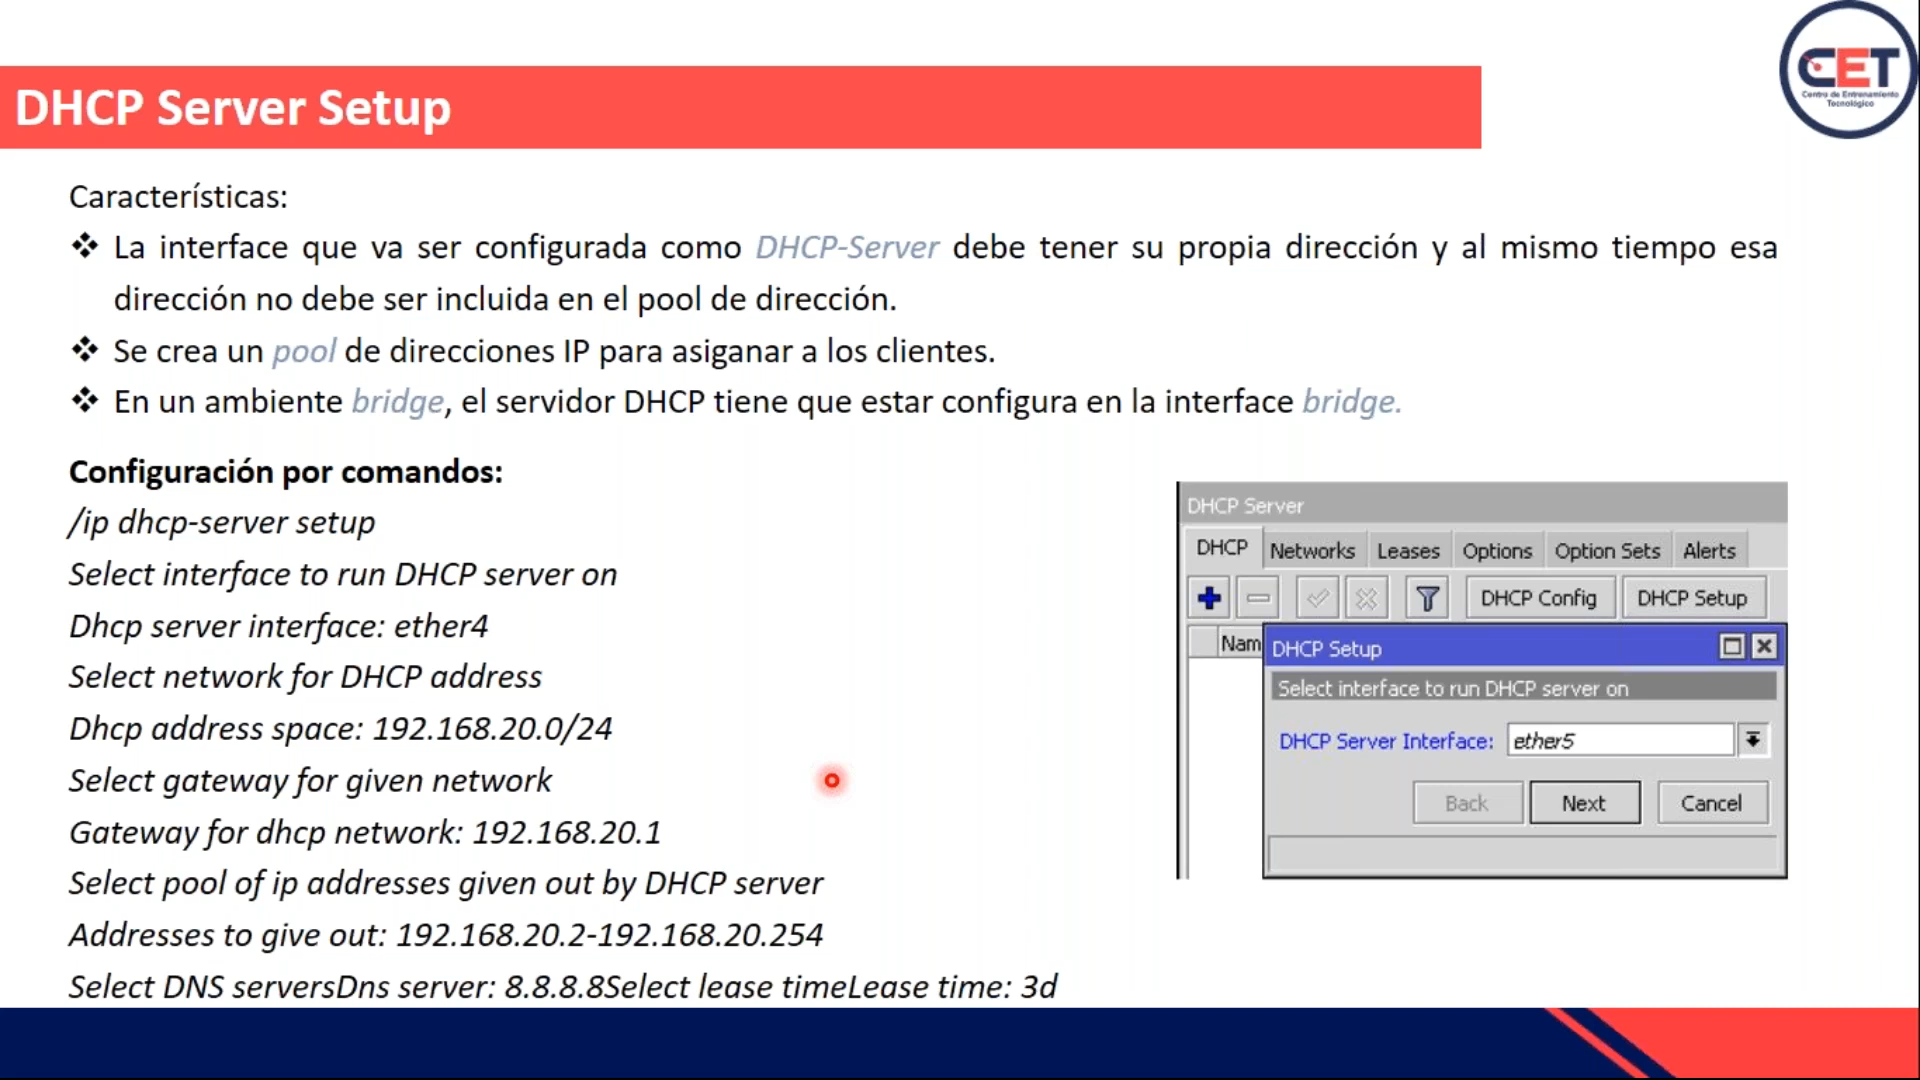 CET
Centro de Entrenamiento
Tecnológico
DHCP Server Setup
Características:
❖ La interface que va ser configurada como DHCP-Server debe tener su propia dirección y al mismo tiempo esa
dirección no debe ser incluida en el pool de dirección.
❖ Se crea un pool de direcciones IP para asiganar a los clientes.
❖ En un ambiente bridge, el servidor DHCP tiene que estar configura en la interface bridge.
Configuración por comandos:
/ip dhcp-server setup
Select interface to run DHCP server on
Dhcp server interface: ether4
Select network for DHCP address
Dhcp address space: 192.168.20.0/24
Select gateway for given network
Gateway for dhcp network: 192.168.20.1
Select pool of ip addresses given out by DHCP server
Addresses to give out: 192.168.20.2-192.168.20.254
Select DNS serversDns server: 8.8.8.8Select lease timeLease time: 3d
DHCP Server
DHCP Networks Leases Options Option Sets Alerts
DHCP Config DHCP Setup
Nam
DHCP Setup
Select interface to run DHCP server on
DHCP Server Interface: ether5
Back Next Cancel